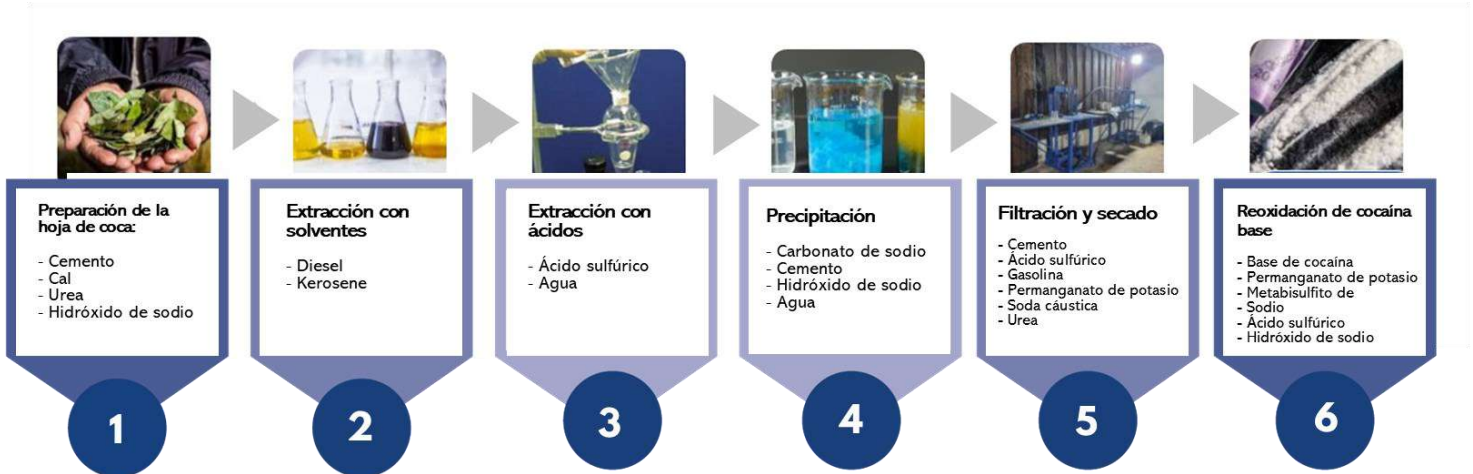 Preparación de la
hoja de coca:
- Cemento
- Cal
- Urea
- Hidróxido de sodio
1
Extracción con
solventes
- Diesel
- Kerosene
2
Extracción con
ácidos
- Ácido sulfúrico
- Agua
3
Precipitación
- Carbonato de sodio
- Cemento
- Hidróxido de sodio
- Agua
4
Filtración y secado
- Cemento
- Ácido sulfúrico
- Gasolina
- Permanganato de potasio
- Soda cáustica
- Urea
5
Reoxidación de cocaína
base
- Base de cocaína
- Permanganato de potasio
- Metabisulfito de
- Sodio
- Ácido sulfúrico
- Hidróxido de sodio
6